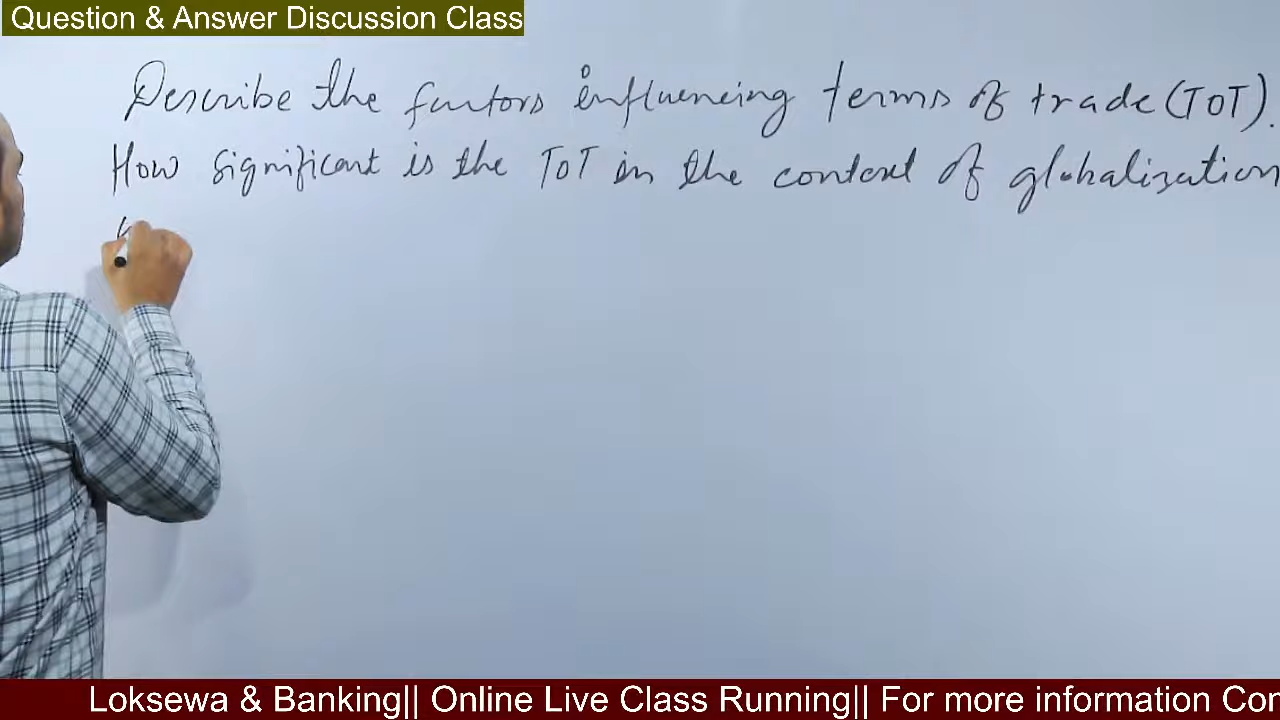 Question & Answer Discussion Class
Describe the factors influencing terms of trade (ToT).
How significant is the ToT in the context of globalization
Loksewa & Banking|| Online Live Class Running|| For more information Con